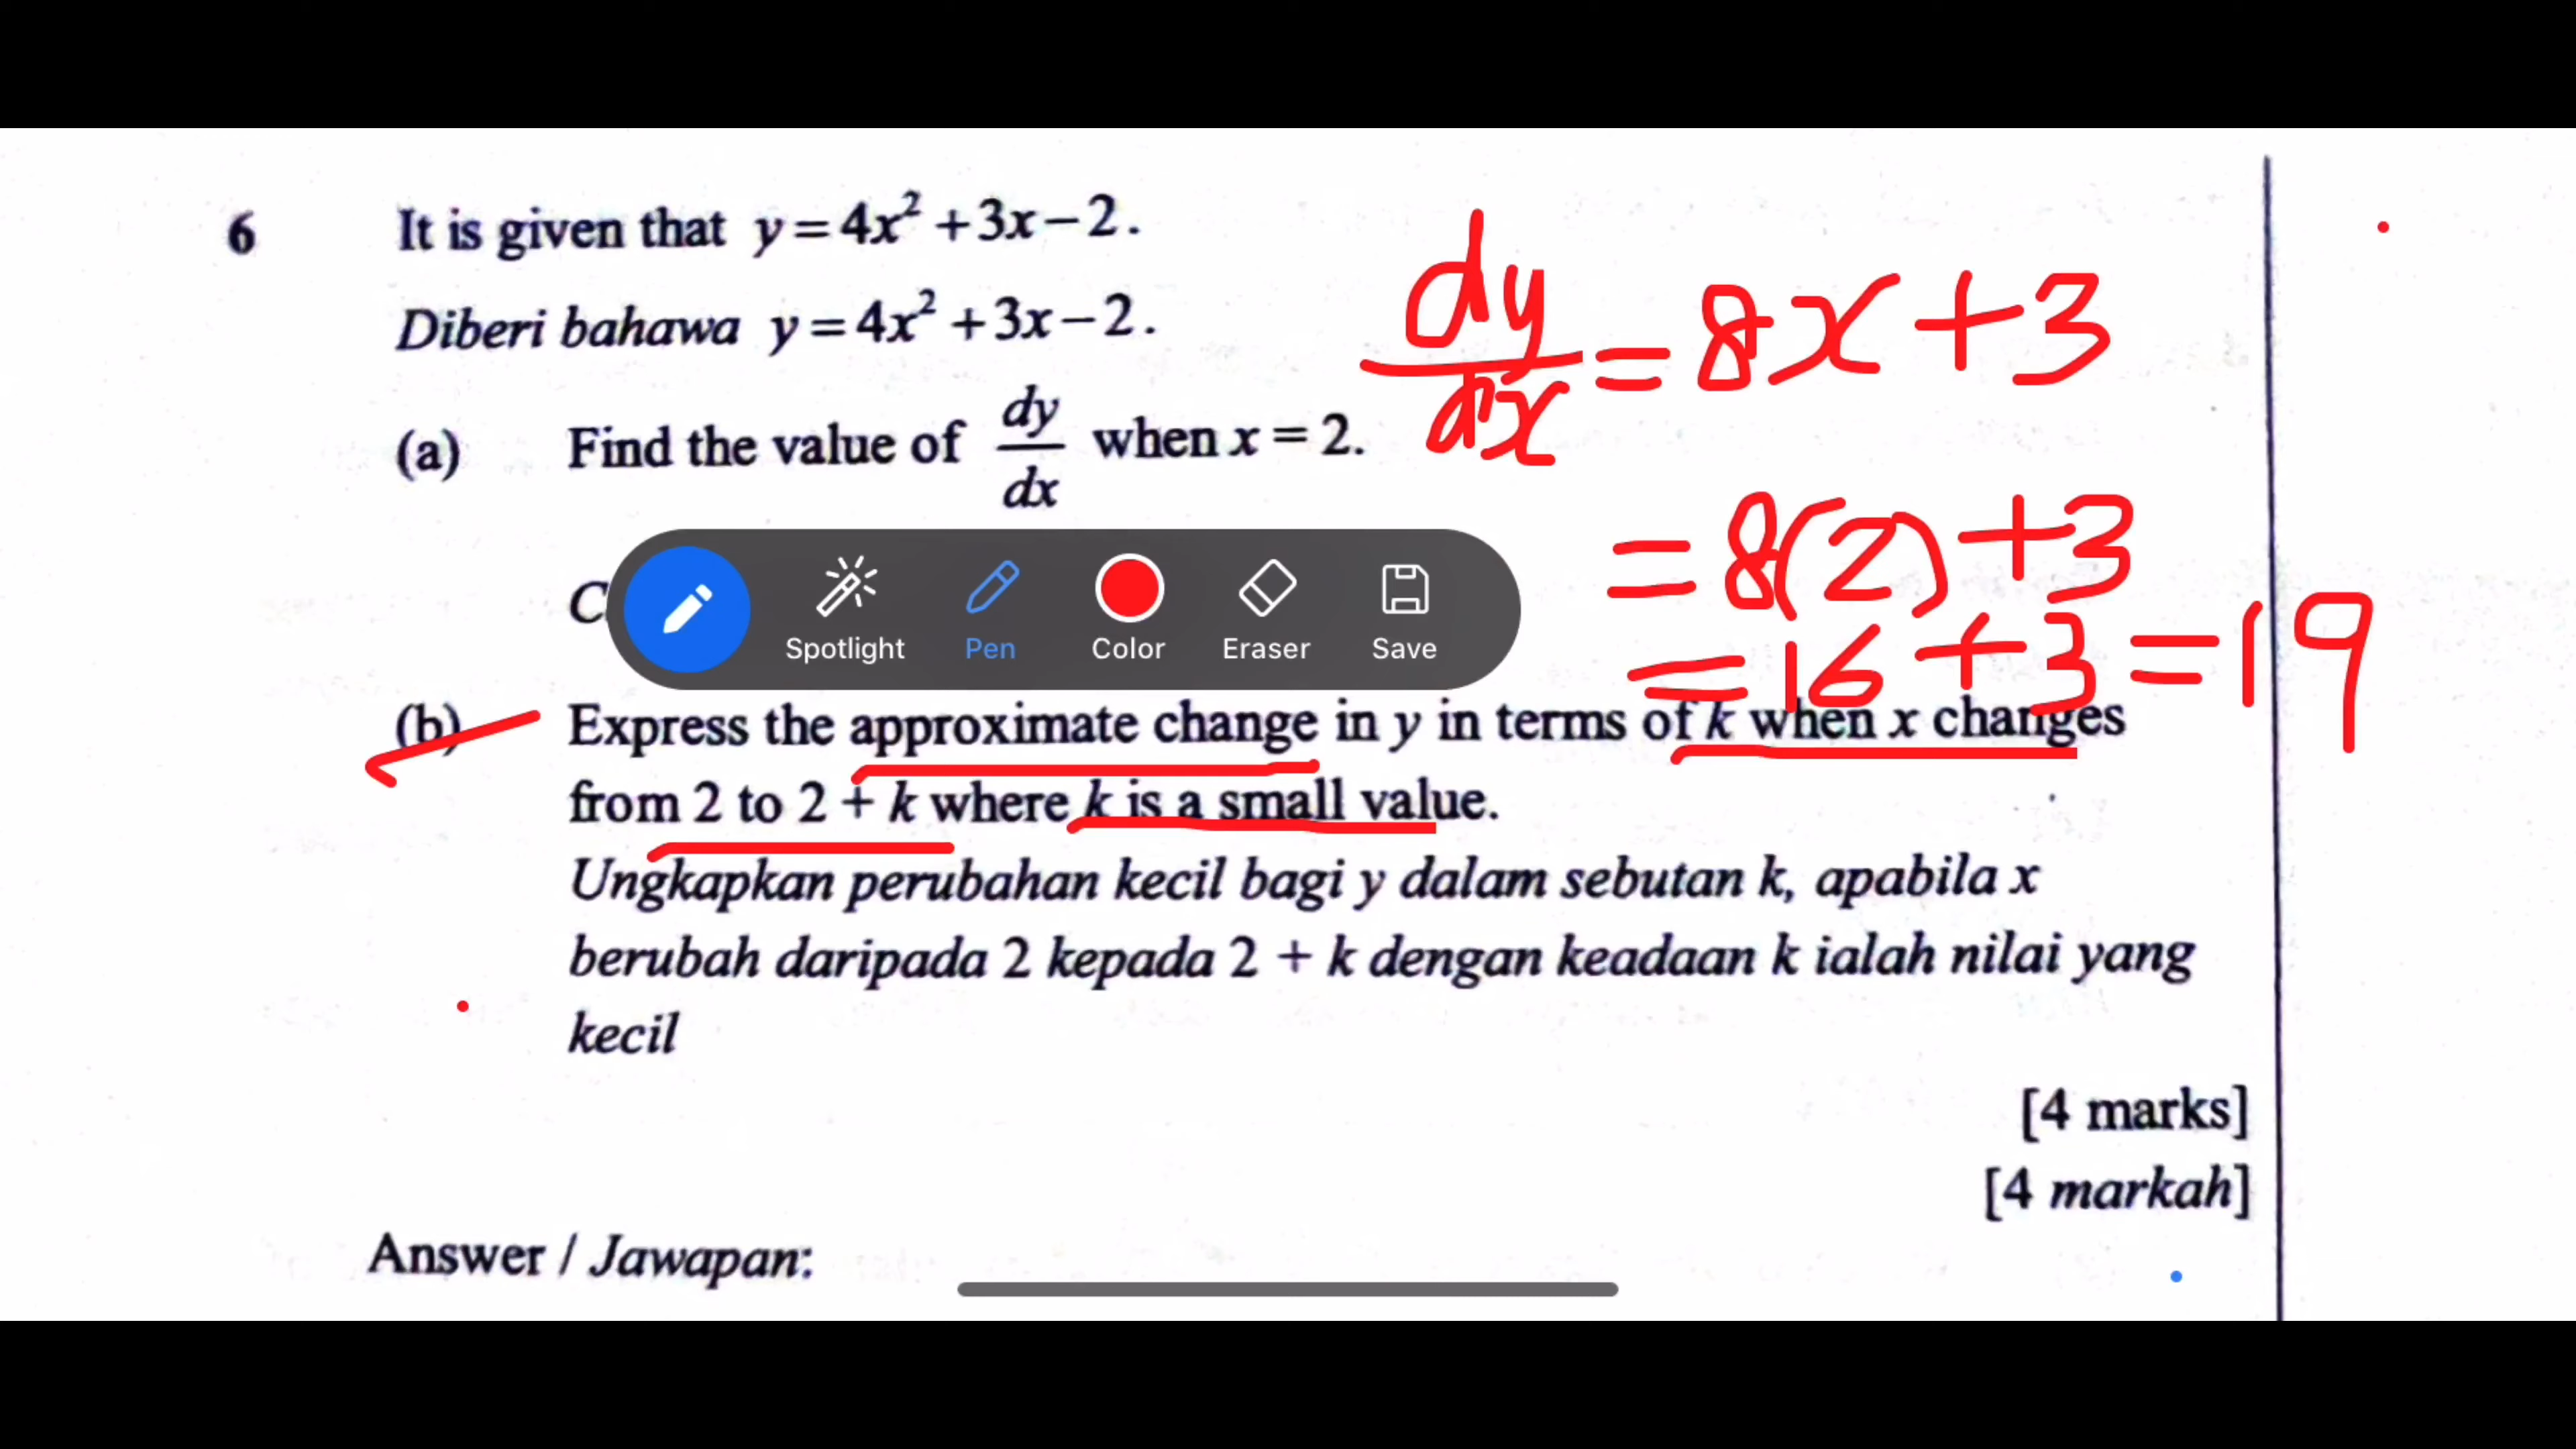 6 It is given that y = 4x² + 3x − 2.
Diberi bahawa y = 4x² + 3x − 2.
dy/dx = 8x + 3
(a) Find the value of dy/dx when x = 2.
= 8(2) + 3
C
Spotlight Pen Color Eraser Save
= 16 + 3 = 19
(b) Express the approximate change in y in terms of k when x changes
from 2 to 2 + k where k is a small value.
Ungkapkan perubahan kecil bagi y dalam sebutan k, apabila x
berubah daripada 2 kepada 2 + k dengan keadaan k ialah nilai yang
kecil
[4 marks]
[4 markah]
Answer / Jawapan: